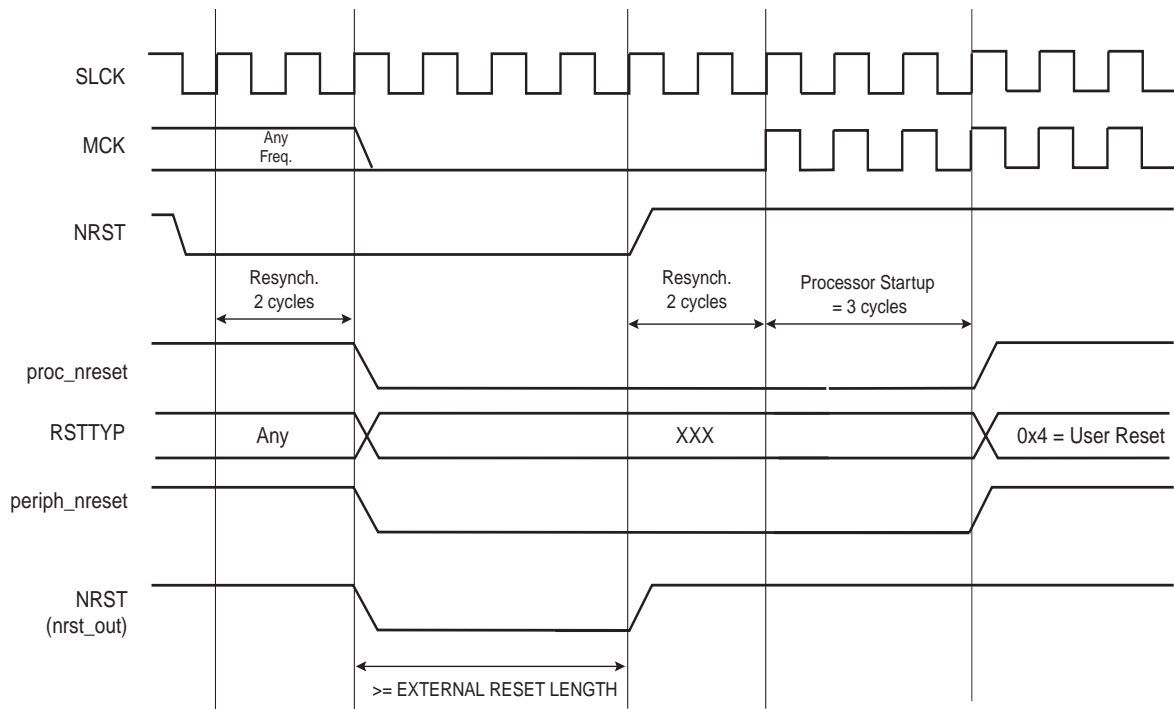 SLCK
MCK
Any
Freq.
NRST
Resynch.
2 cycles
Resynch.
2 cycles
Processor Startup
= 3 cycles
proc_nreset
RSTTYP
Any
XXX
0x4 = User Reset
periph_nreset
NRST
(nrst_out)
>= EXTERNAL RESET LENGTH